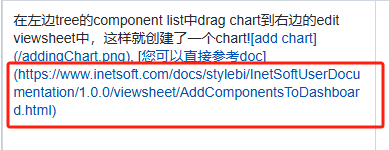 在左边tree的component list中drag chart到右边的edit
viewsheet中，这样就创建了一个chart![add chart]
(/addingChart.png), [您可以直接参考doc]
(https://www.inetsoft.com/docs/stylebi/InetSoftUserDocu
mentation/1.0.0/viewsheet/AddComponentsToDashboar
d.html)